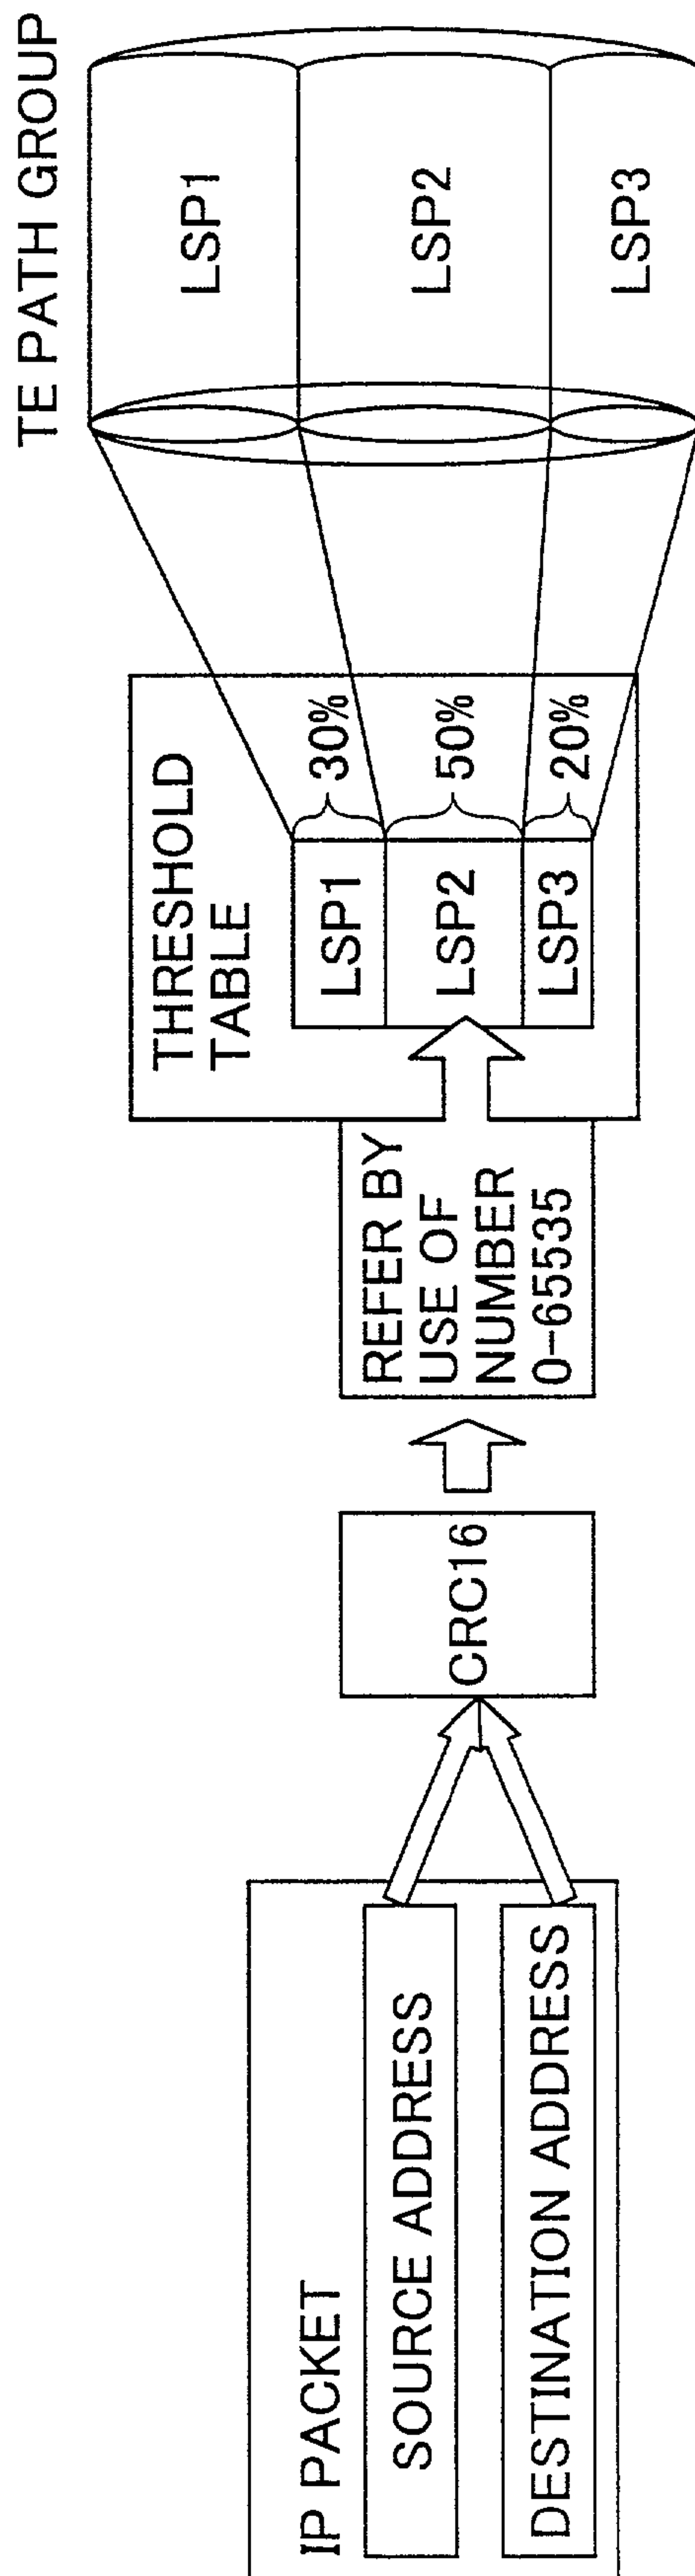 IP PACKET
SOURCE ADDRESS
DESTINATION ADDRESS
CRC16
REFER BY
USE OF
NUMBER
0-65535
THRESHOLD
TABLE
LSP1
30%
LSP2
50%
LSP3
20%
TE PATH GROUP
LSP1
LSP2
LSP3